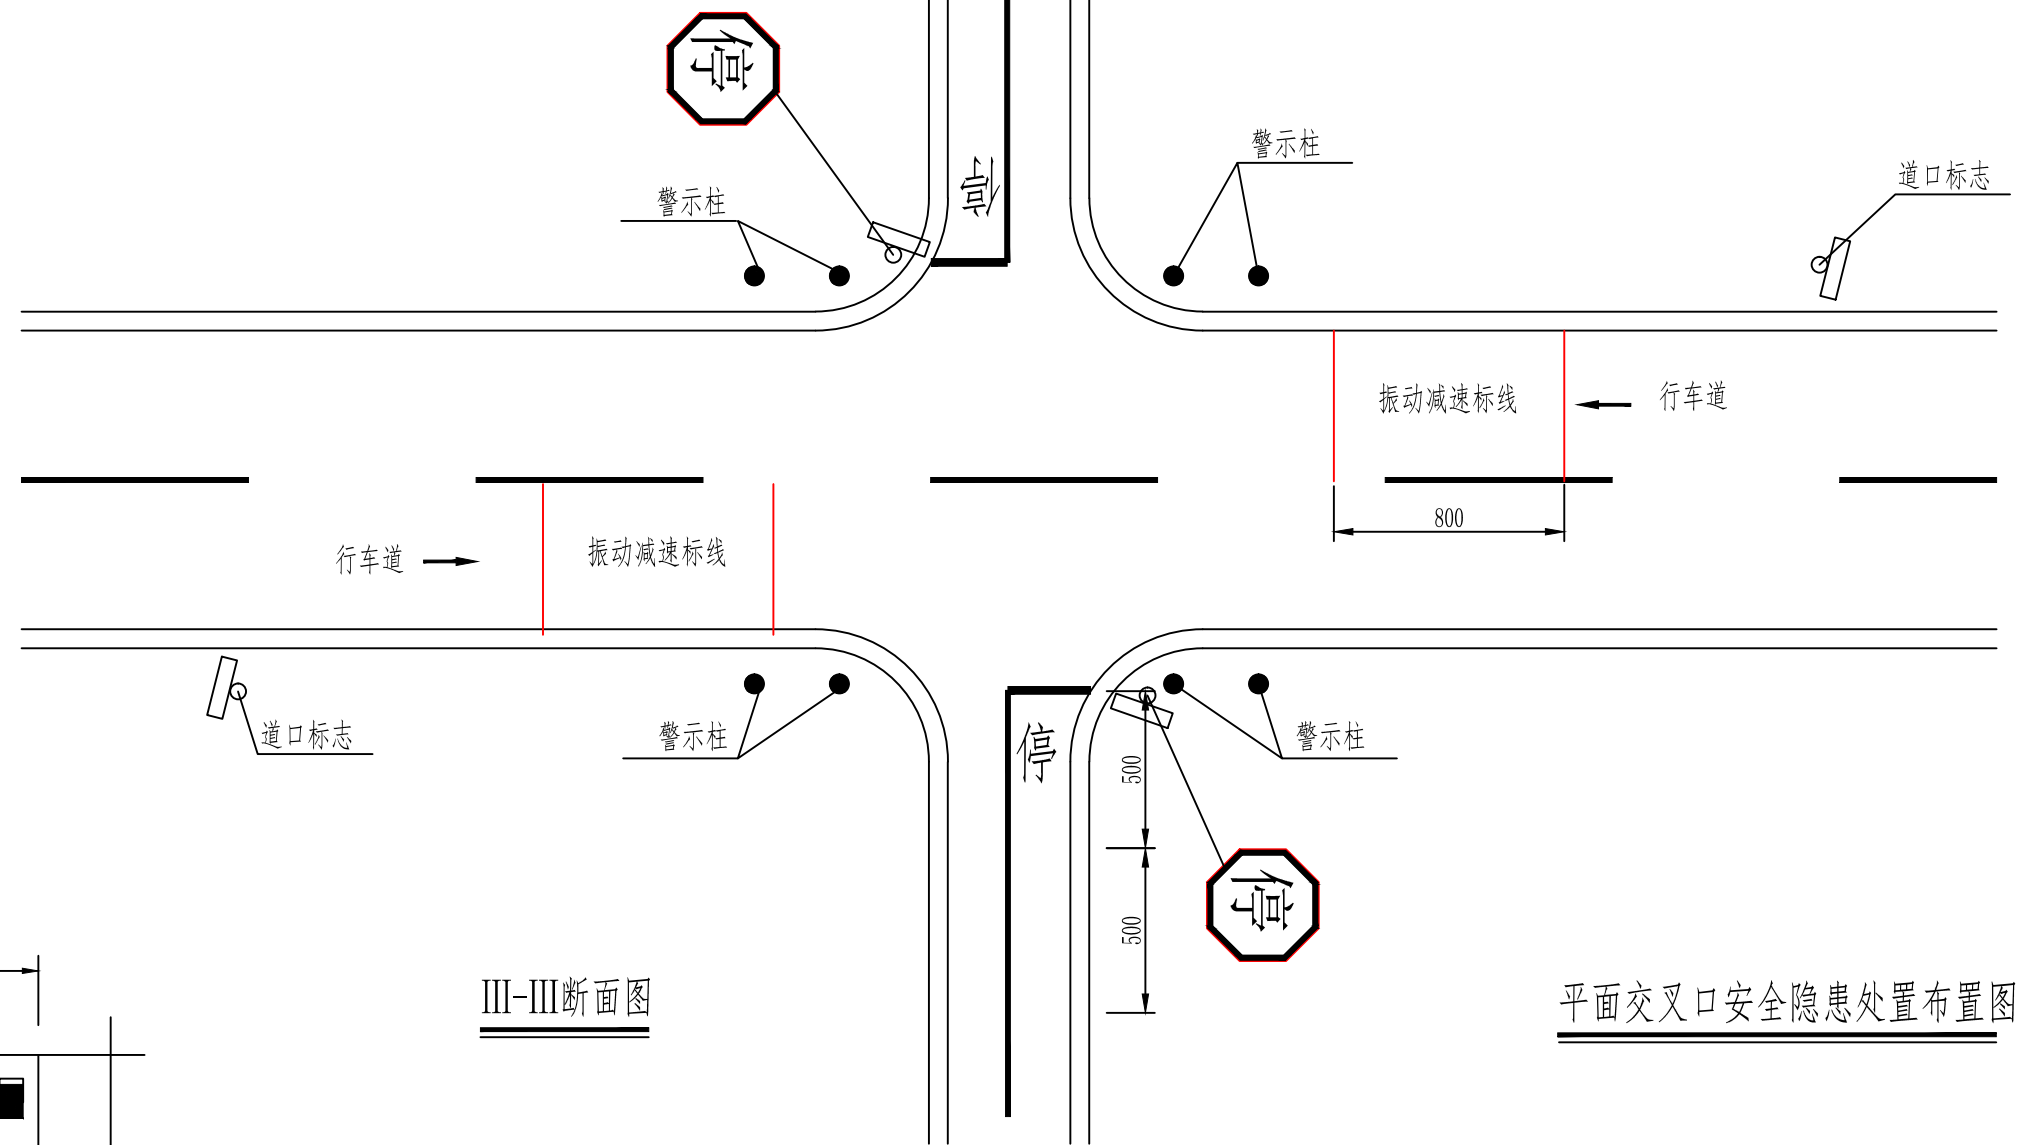 停
停
警示柱
道口标志
警示柱
振动减速标线
行车道
800
行车道
振动减速标线
道口标志
警示柱
停
警示柱
500
停
500
III-III断面图
平面交叉口安全隐患处置布置图